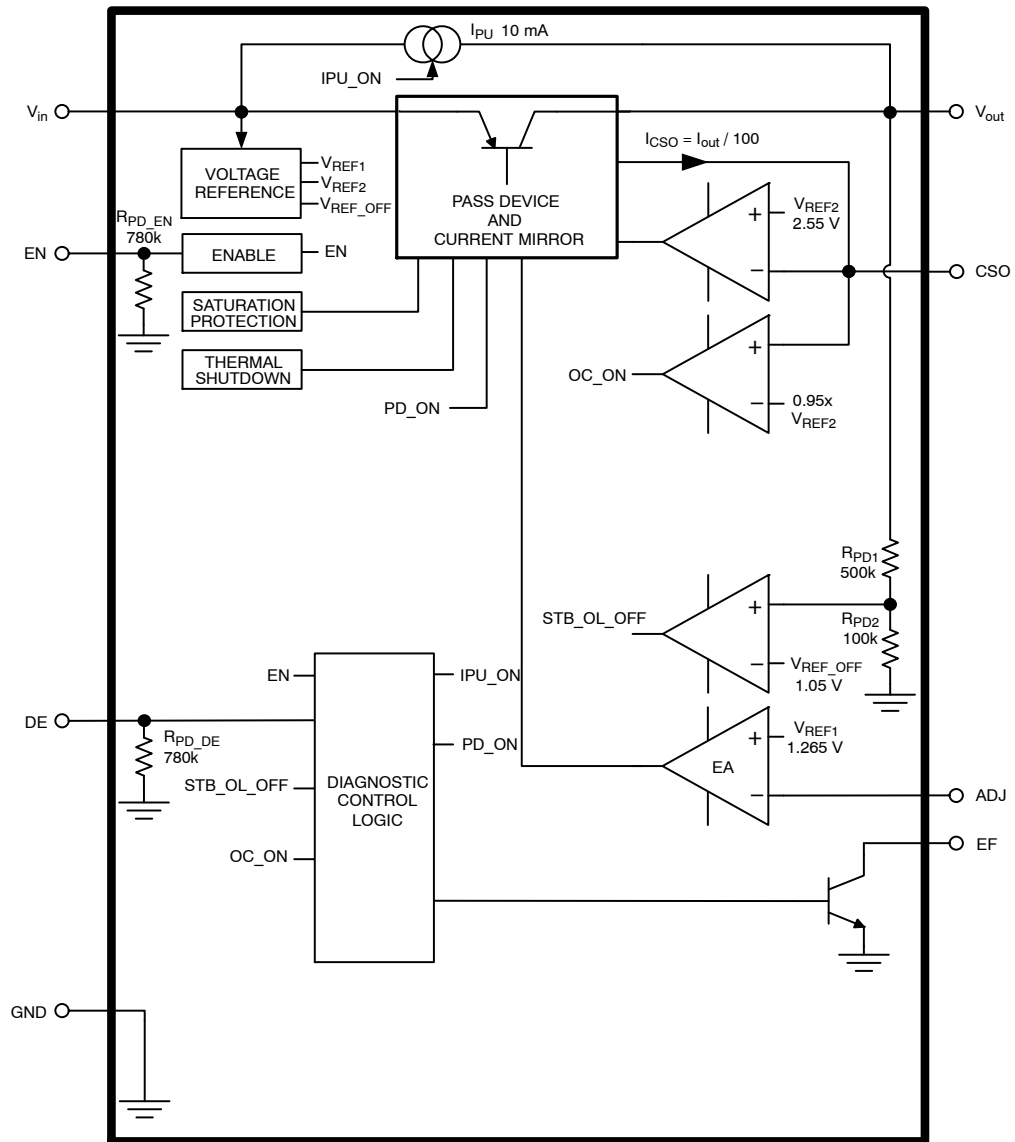 I_PU 10 mA
IPU_ON
V_in
V_out
I_CSO = I_out / 100
VOLTAGE
REFERENCE
V_REF1
V_REF2
V_REF_OFF
PASS DEVICE
AND
CURRENT MIRROR
+
V_REF2
2.55 V
−
R_PD_EN
780k
EN
ENABLE
EN
CSO
SATURATION
PROTECTION
THERMAL
SHUTDOWN
PD_ON
OC_ON
+
−
0.95x
V_REF2
R_PD1
500k
STB_OL_OFF
+
−
V_REF_OFF
1.05 V
R_PD2
100k
EN
IPU_ON
DE
R_PD_DE
780k
PD_ON
STB_OL_OFF
DIAGNOSTIC
CONTROL
LOGIC
OC_ON
EA
+
V_REF1
1.265 V
−
ADJ
EF
GND